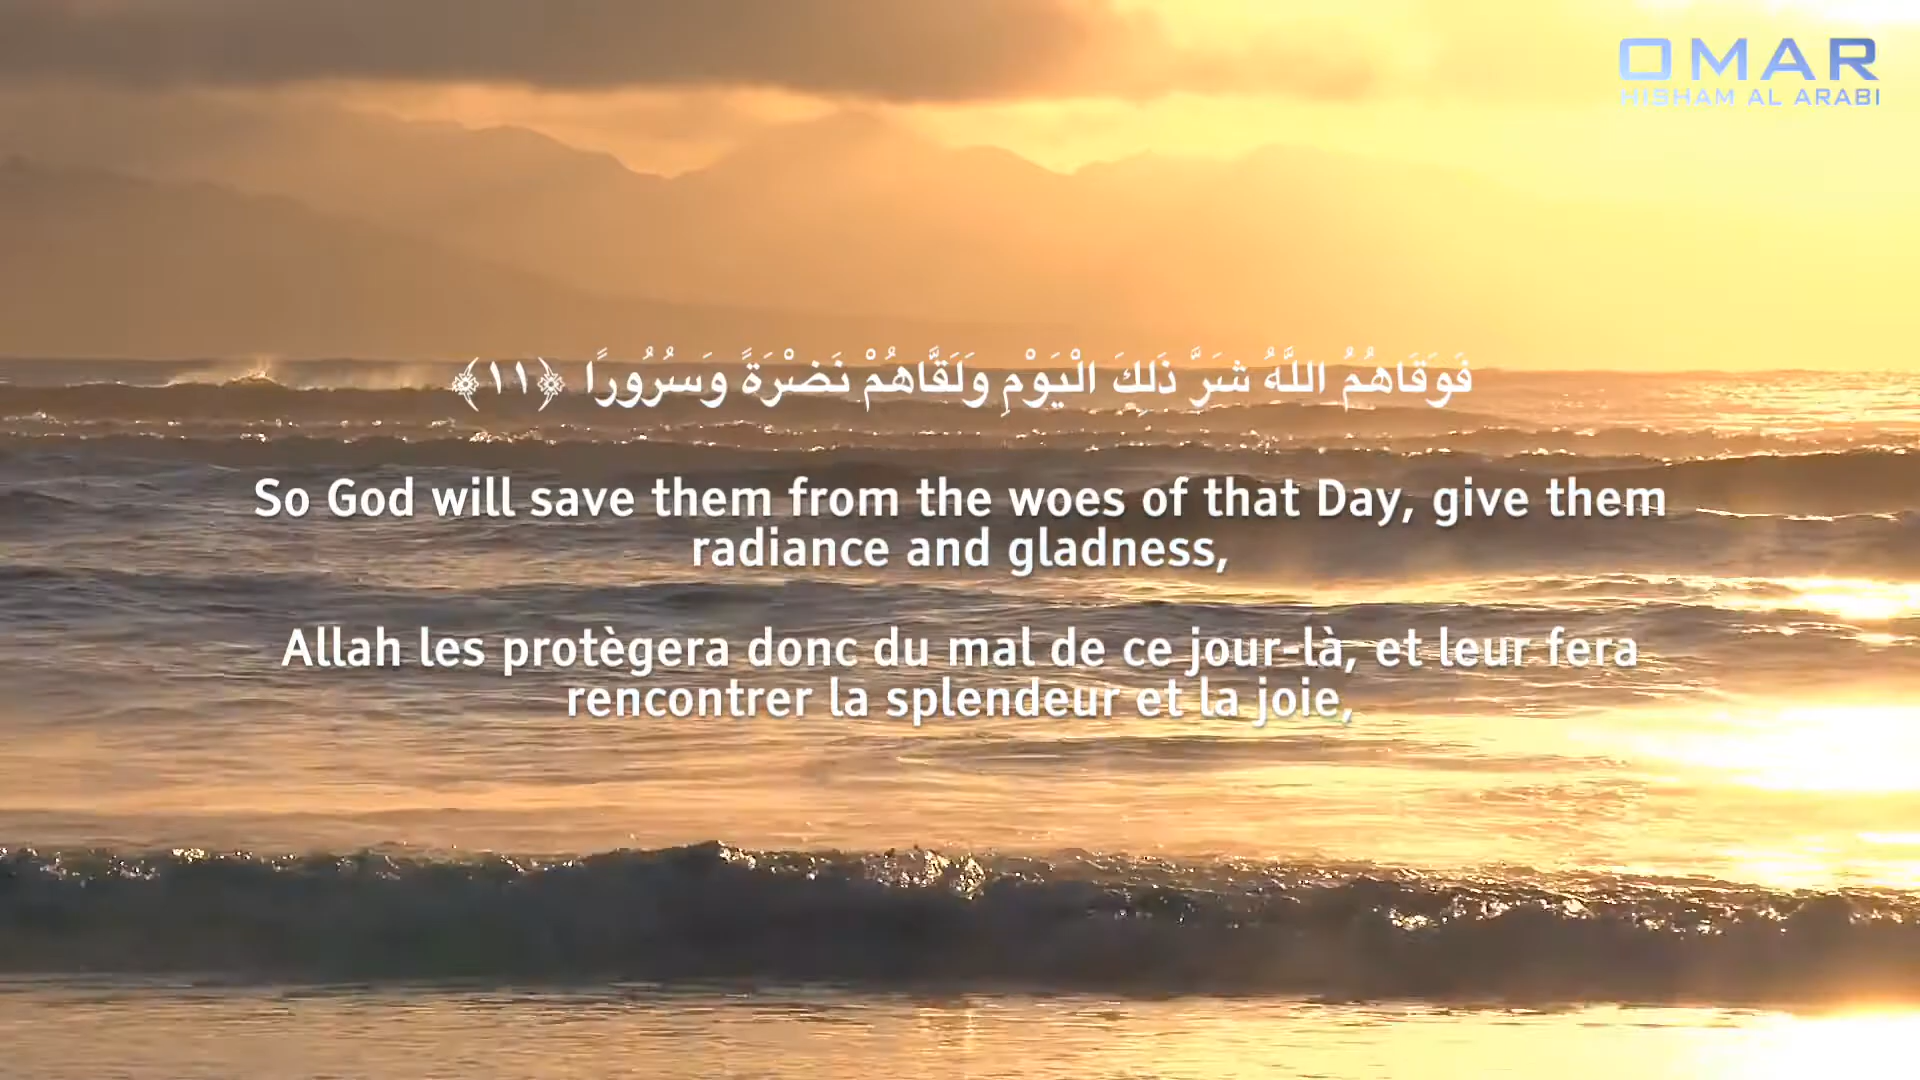 OMAR
HISHAM AL ARABI
فَوَقَاهُمُ اللَّهُ شَرَّ ذَلِكَ الْيَوْمِ وَلَقَّاهُمْ نَضْرَةً وَسُرُورًا ﴿١١﴾
So God will save them from the woes of that Day, give them
radiance and gladness,
Allah les protègera donc du mal de ce jour-là, et leur fera
rencontrer la splendeur et la joie,